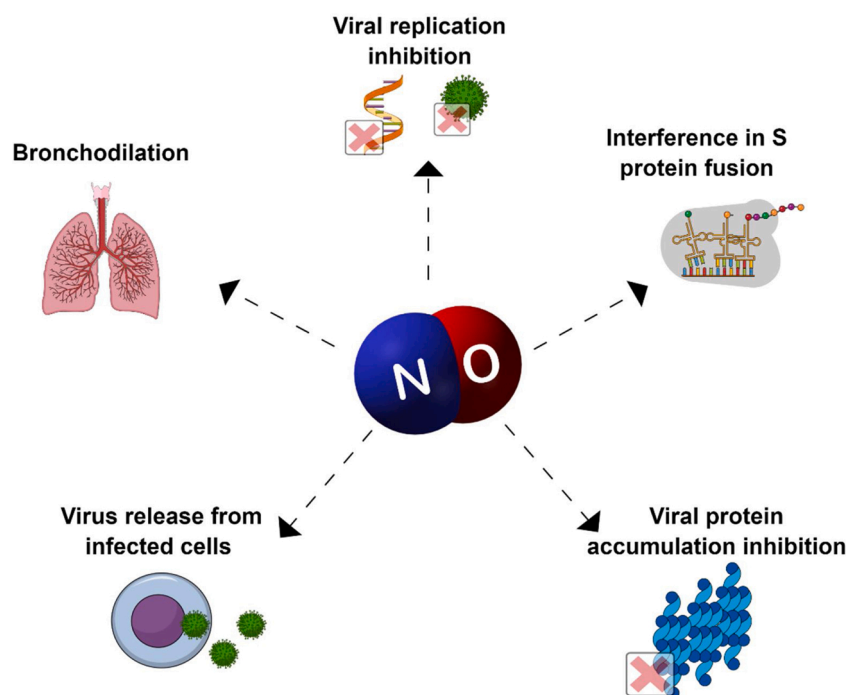 Viral replication
inhibition
Bronchodilation
Interference in S
protein fusion
N O
Virus release from
infected cells
Viral protein
accumulation inhibition